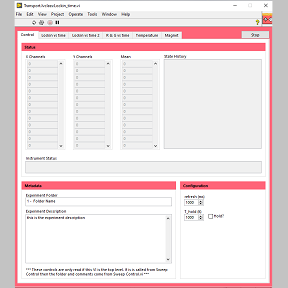 Transport.lvclass:Lockin_time.vi
File Edit View Project Operate Tools Window Help
Control Lockin vs time Lockin vs time 2 R & G vs time Temperature Magnet Stop
Status
X Channels Y Channels Mean State History
0 0 0
0 0 0
0 0 0
0 0 0
0 0 0
0 0 0
0 0 0
0 0 0
0 0 0
0 0 0
Instrument Status
Metadata
Experiment Folder
1 - Folder Name
Experiment Description
this is the experiment description
*** These controls are only read if this VI is the top level. If it is called from Sweep
Control then the folder and comments come from Sweep Control.vi ***
Configuration
refresh (ms)
1000
T_hold (K)
1000 Hold?